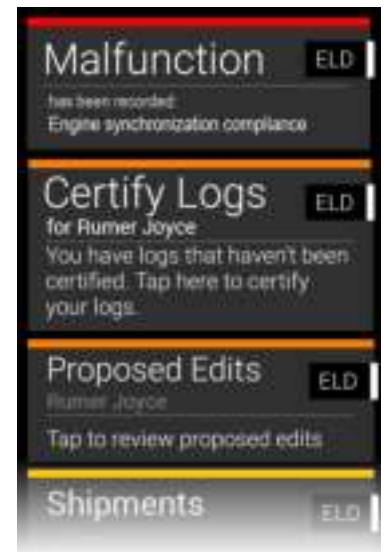 Malfunction
ELD
has been recorded:
Engine synchronization compliance
Certify Logs
ELD
for Rumer Joyce
You have logs that haven't been
certified. Tap here to certify
your logs.
Proposed Edits
ELD
Rumer Joyce
Tap to review proposed edits
Shipments
ELD